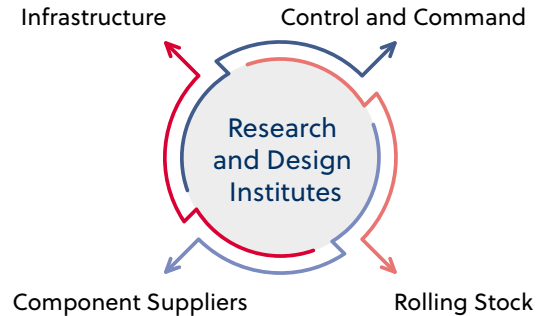 Infrastructure
Control and Command
Research
and Design
Institutes
Component Suppliers
Rolling Stock